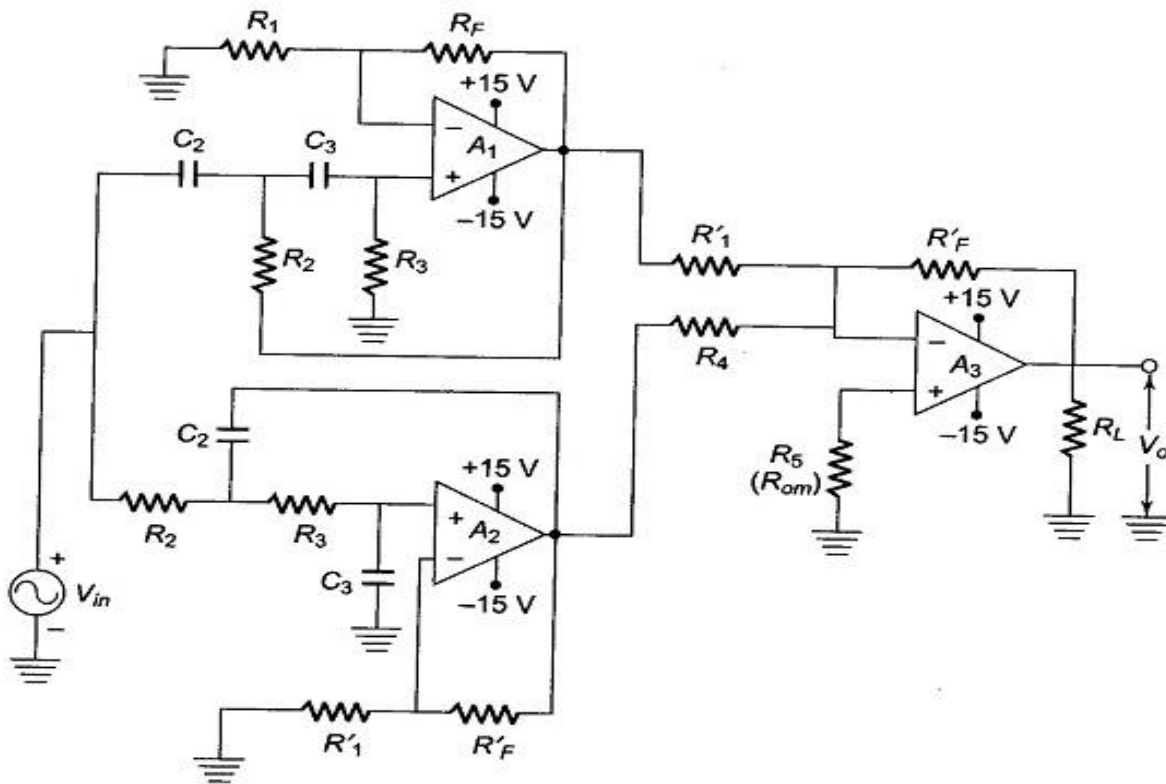 R1 RF
+15 V
C2 C3
− A1
+
−15 V
R2 R3
R'1 R'F
+15 V
R4
− A3
+
−15 V
RL Vo
R5
(Rom)
C2
+15 V
R2 R3
+ A2
−
C3
−15 V
+
Vin
−
R'1 R'F